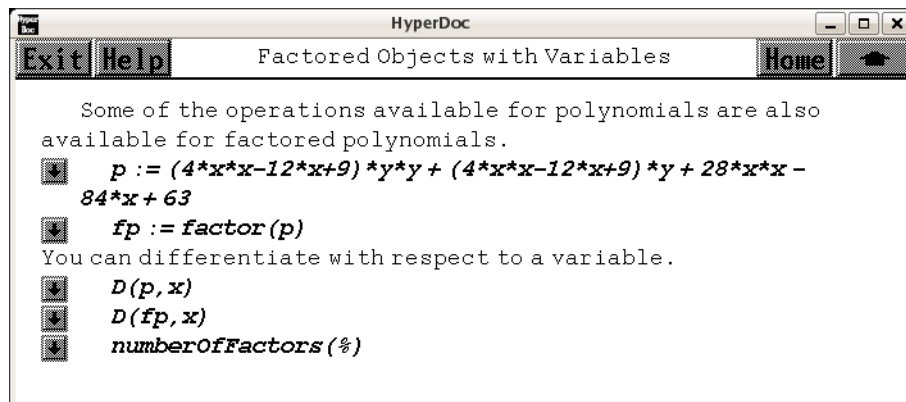 Hyper Doc
HyperDoc
Exit Help Factored Objects with Variables Home
Some of the operations available for polynomials are also
available for factored polynomials.
p := (4*x*x-12*x+9)*y*y + (4*x*x-12*x+9)*y + 28*x*x -
84*x + 63
fp := factor(p)
You can differentiate with respect to a variable.
D(p,x)
D(fp,x)
numberOfFactors(%)